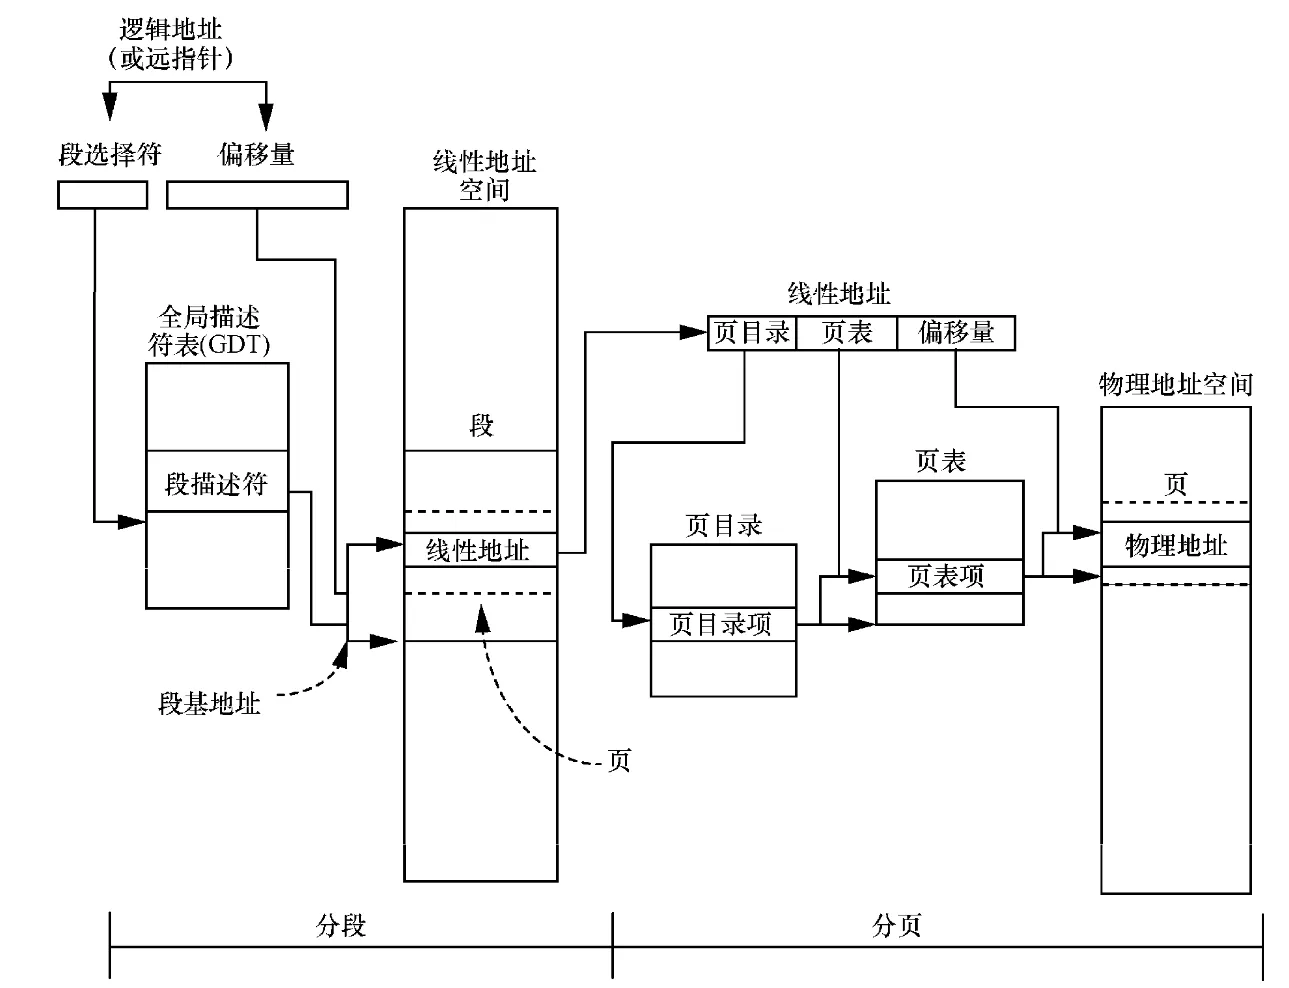 逻辑地址
（或远指针）
段选择符
偏移量
线性地址
空间
全局描述
符表(GDT)
段描述符
段
线性地址
段基地址
页
线性地址
页目录
页表
偏移量
页目录
页目录项
页表
页表项
物理地址空间
页
物理地址
分段
分页